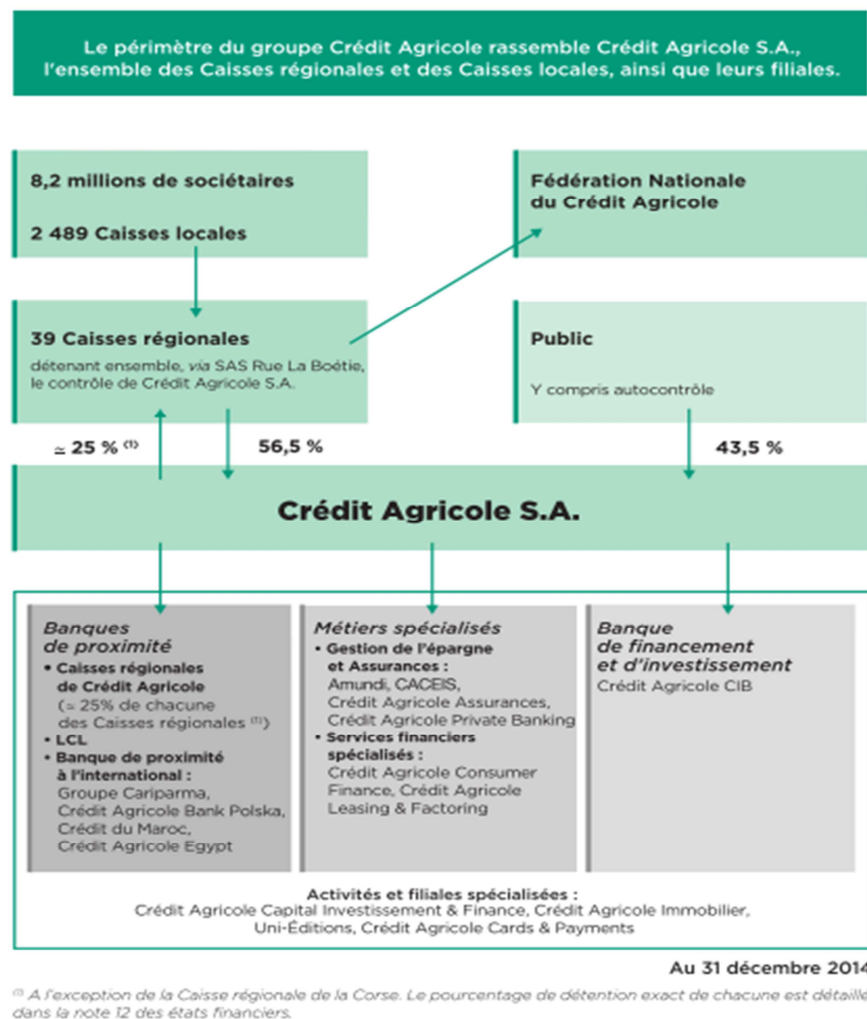 Le périmètre du groupe Crédit Agricole rassemble Crédit Agricole S.A.,
l'ensemble des Caisses régionales et des Caisses locales, ainsi que leurs filiales.
8,2 millions de sociétaires
2 489 Caisses locales
Fédération Nationale
du Crédit Agricole
39 Caisses régionales
détenant ensemble, via SAS Rue La Boétie,
le contrôle de Crédit Agricole S.A.
Public
Y compris autocontrôle
≃ 25 % (1)
56,5 %
43,5 %
Crédit Agricole S.A.
Banques
de proximité
• Caisses régionales
de Crédit Agricole
(≃ 25% de chacune
des Caisses régionales (1))
• LCL
• Banque de proximité
à l'international :
Groupe Cariparma,
Crédit Agricole Bank Polska,
Crédit du Maroc,
Crédit Agricole Egypt
Métiers spécialisés
• Gestion de l'épargne
et Assurances :
Amundi, CACEIS,
Crédit Agricole Assurances,
Crédit Agricole Private Banking
• Services financiers
spécialisés :
Crédit Agricole Consumer
Finance, Crédit Agricole
Leasing & Factoring
Banque
de financement
et d'investissement
Crédit Agricole CIB
Activités et filiales spécialisées :
Crédit Agricole Capital Investissement & Finance, Crédit Agricole Immobilier,
Uni-Éditions, Crédit Agricole Cards & Payments
Au 31 décembre 2014
(1) A l'exception de la Caisse régionale de la Corse. Le pourcentage de détention exact de chacune est détaillé
dans la note 12 des états financiers.